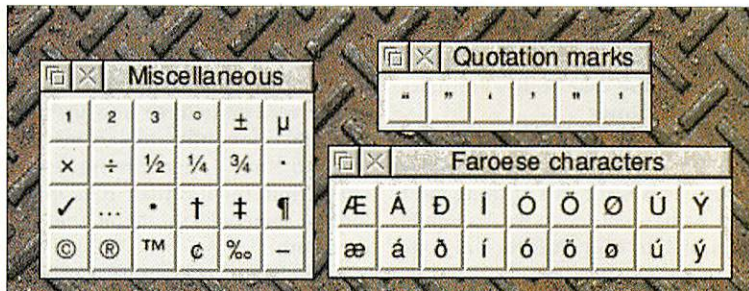 Miscellaneous
¹ ² ³ ° ± µ
× ÷ ½ ¼ ¾ ·
✓ … • † ‡ ¶
© ® ™ ¢ ‰ –
Quotation marks
“ ” ‘ ’ " '
Faroese characters
Æ Á Ð Í Ó Ö Ø Ú Ý
æ á ð í ó ö ø ú ý